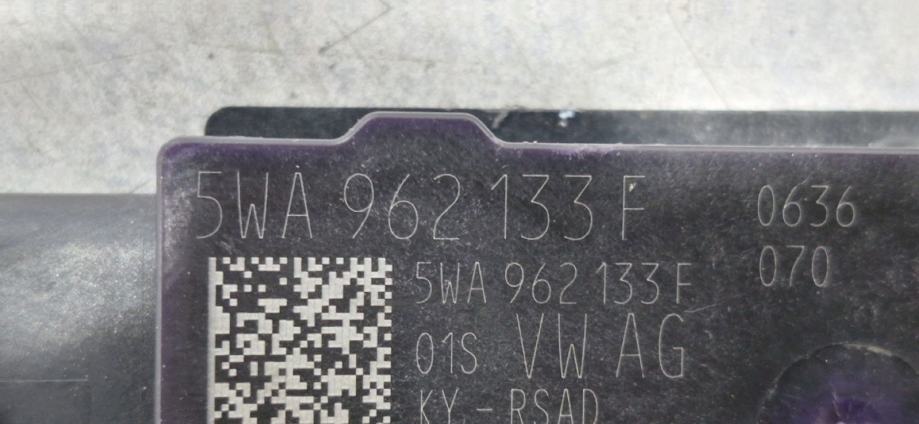 5WA 962 133 F
0636
070
5WA 962 133 F
01S VW AG
KY - RSAD